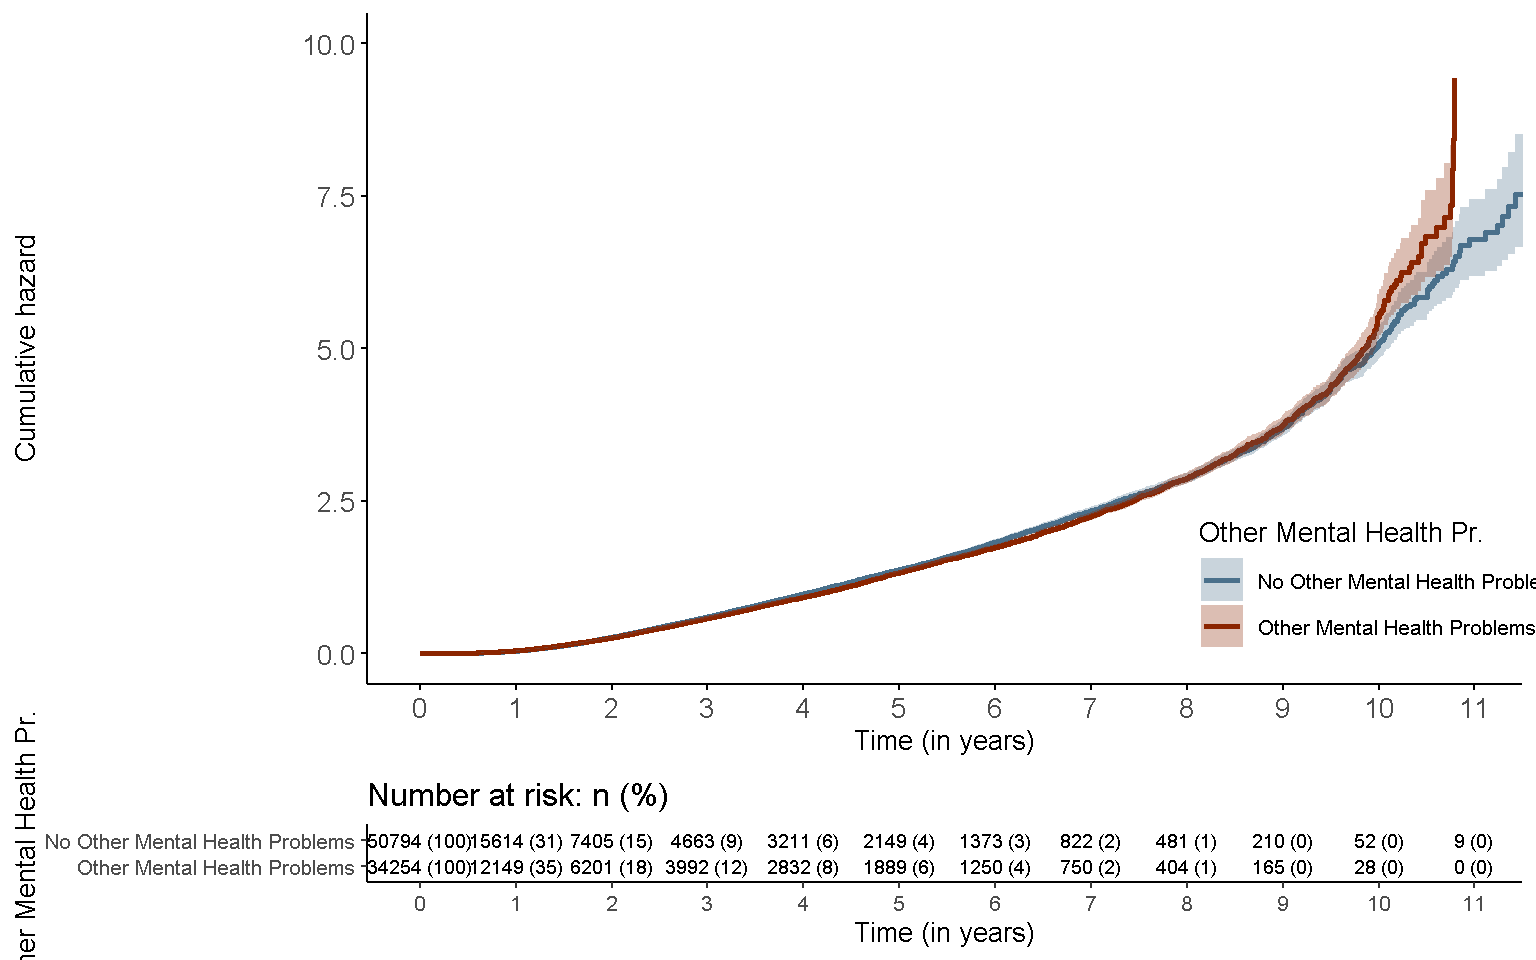 10.0
7.5
5.0
2.5
0.0
Cumulative hazard
Other Mental Health Pr.
No Other Mental Health Proble
Other Mental Health Problems
0 1 2 3 4 5 6 7 8 9 10 11
Time (in years)
Number at risk: n (%)
her Mental Health Pr.
No Other Mental Health Problems 50794 (100) 15614 (31) 7405 (15) 4663 (9) 3211 (6) 2149 (4) 1373 (3) 822 (2) 481 (1) 210 (0) 52 (0) 9 (0)
Other Mental Health Problems 34254 (100) 12149 (35) 6201 (18) 3992 (12) 2832 (8) 1889 (6) 1250 (4) 750 (2) 404 (1) 165 (0) 28 (0) 0 (0)
0 1 2 3 4 5 6 7 8 9 10 11
Time (in years)